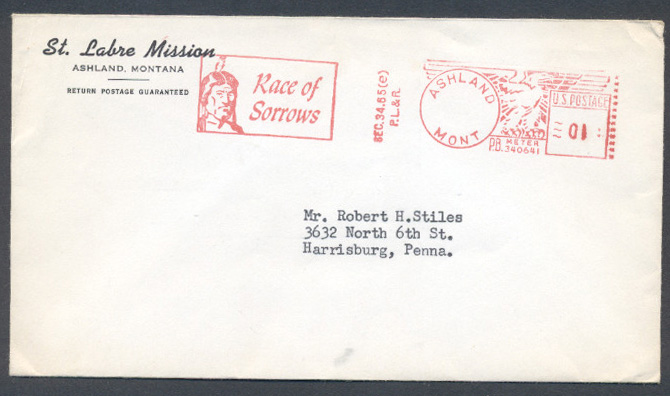 St. Labre Mission
ASHLAND, MONTANA
RETURN POSTAGE GUARANTEED
Race of
Sorrows
SEC.34.65(e)
P.L.&R.
ASHLAND
MONT.
U.S. POSTAGE
01
P.B. METER
340641
Mr. Robert H.Stiles
3632 North 6th St.
Harrisburg, Penna.